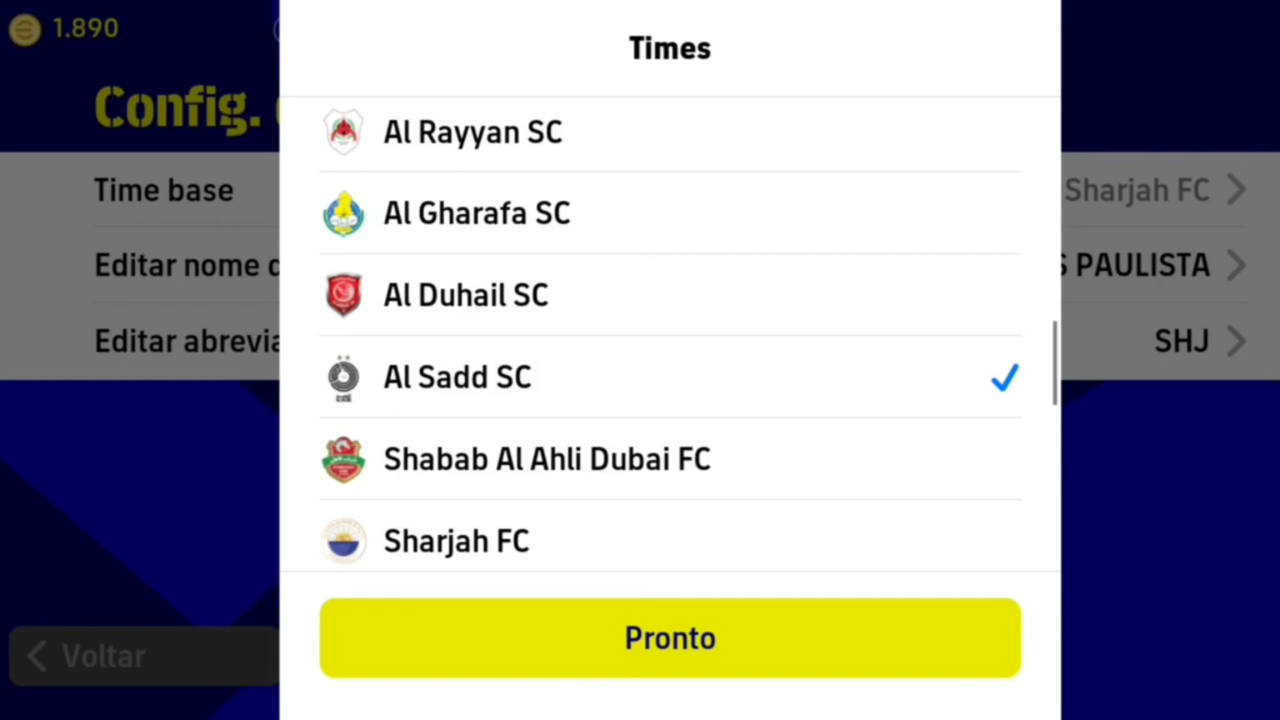 1.890
Times
Config.
Al Rayyan SC
Time base
Sharjah FC
Al Gharafa SC
Editar nome
PAULISTA
Al Duhail SC
Editar
SHJ
Al Sadd SC
Shabab Al Ahli Dubai FC
Sharjah FC
Pronto
Voltar